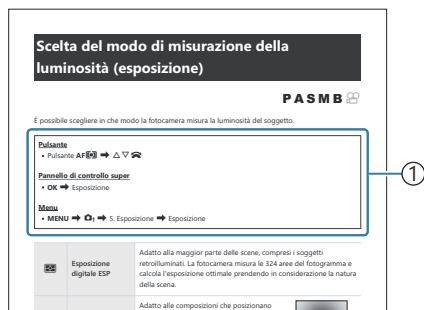 Scelta del modo di misurazione della
luminosità (esposizione)
PASMB
È possibile scegliere in che modo la fotocamera misura la luminosità del soggetto.
Pulsante
• Pulsante AF ➡ △▽
Pannello di controllo super
• OK ➡ Esposizione
Menu
• MENU ➡ 1 ➡ S. Esposizione ➡ Esposizione
①
Esposizione
digitale ESP
Adatto alla maggior parte delle scene, compresi i soggetti
retroilluminati. La fotocamera misura le 324 aree del fotogramma e
calcola l'esposizione ottimale prendendo in considerazione la natura
della scena.
Adatto alle composizioni che posizionano